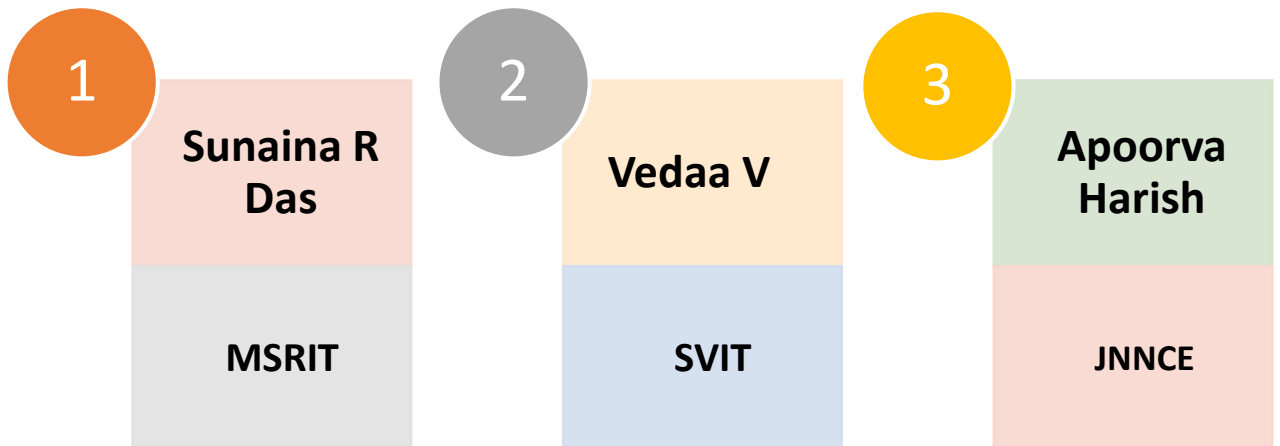 1
Sunaina R
Das
MSRIT
2
Vedaa V
SVIT
3
Apoorva
Harish
JNNCE